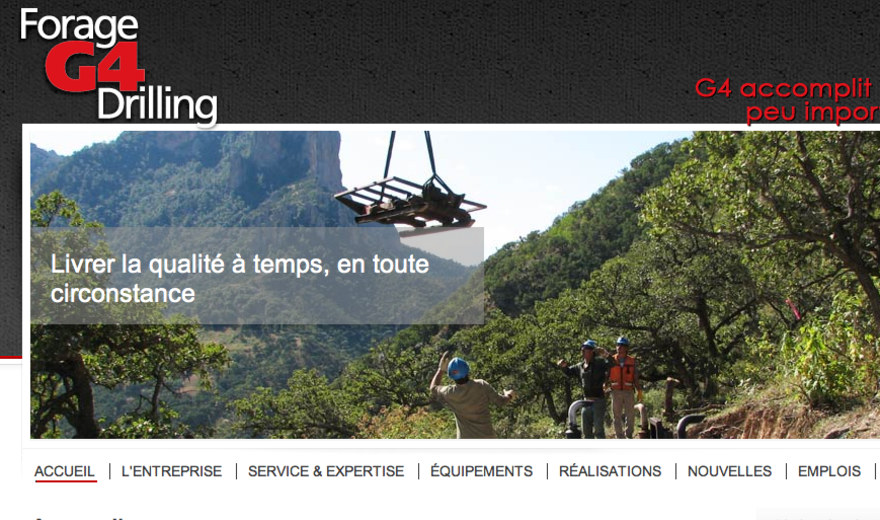 Forage
G4
Drilling
G4 accomplit
peu
Livrer la qualité à temps, en toute
circonstance
ACCUEIL
L'ENTREPRISE
SERVICE & EXPERTISE
ÉQUIPEMENTS
RÉALISATIONS
NOUVELLES
EMPLOIS